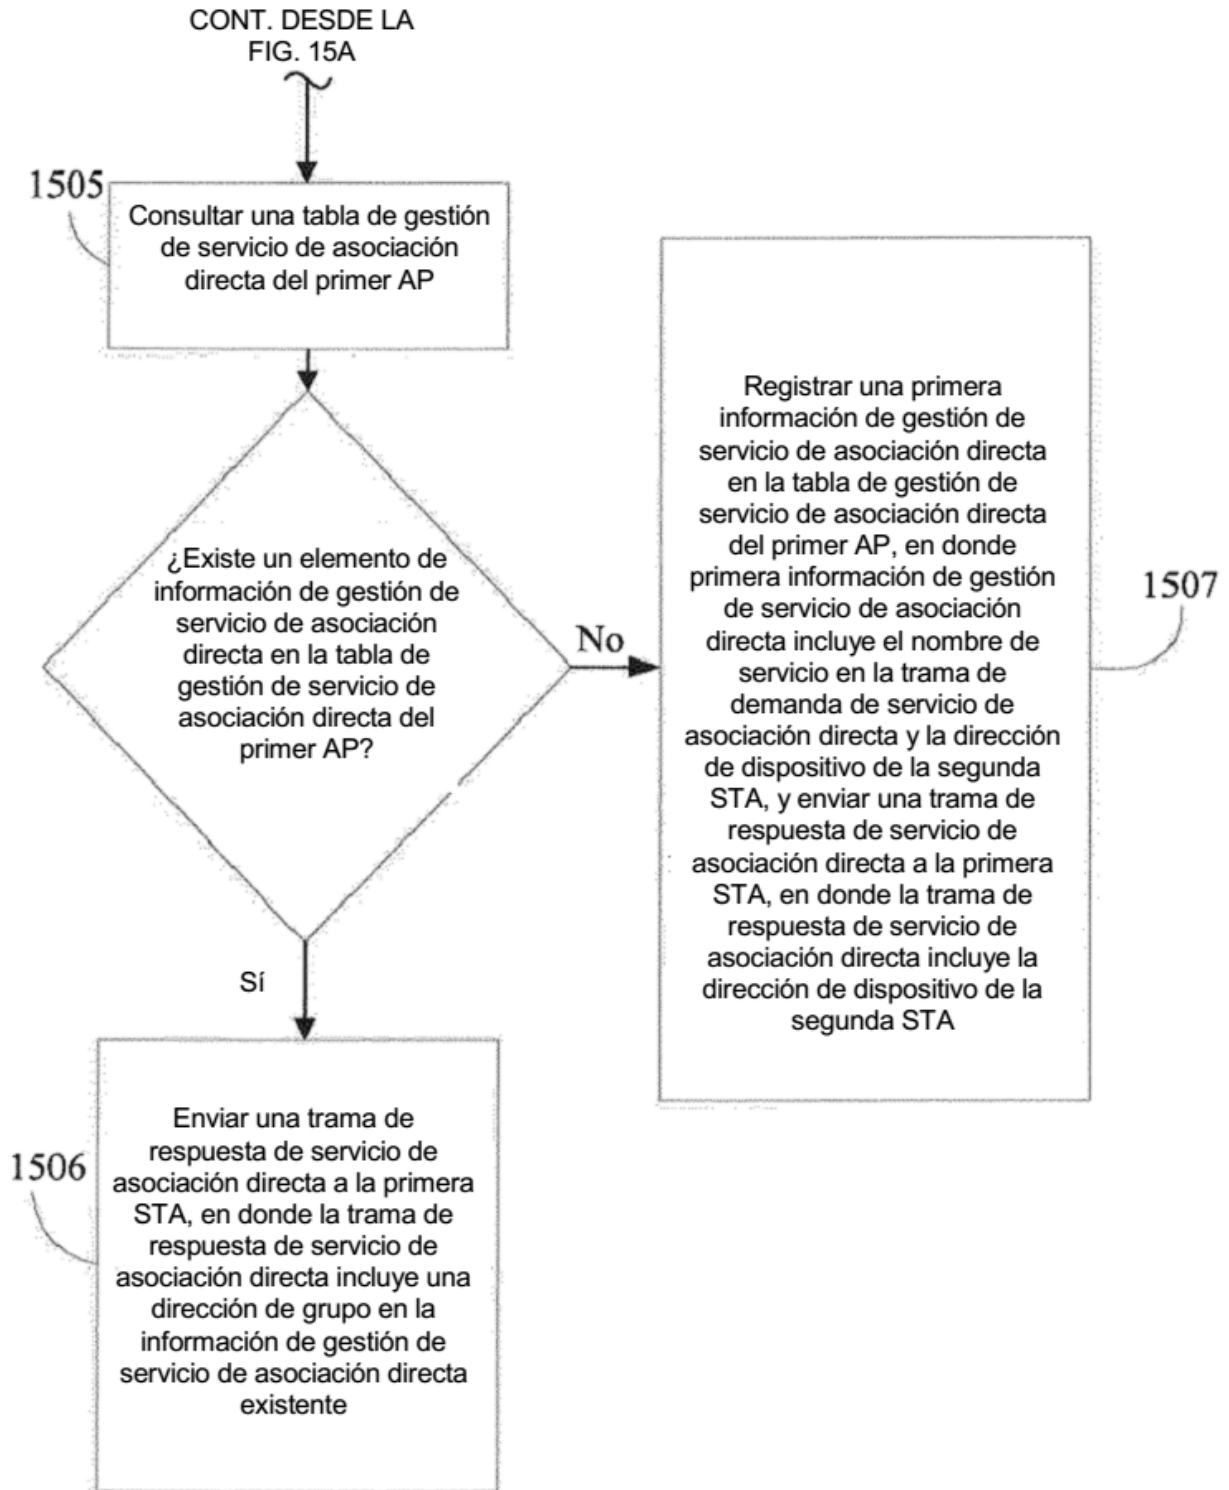 CONT. DESDE LA
FIG. 15A
1505
Consultar una tabla de gestión
de servicio de asociación
directa del primer AP
¿Existe un elemento de
información de gestión de
servicio de asociación
directa en la tabla de
gestión de servicio de
asociación directa del
primer AP?
No
Registrar una primera
información de gestión de
servicio de asociación directa
en la tabla de gestión de
servicio de asociación directa
del primer AP, en donde
primera información de gestión
de servicio de asociación
directa incluye el nombre de
servicio en la trama de
demanda de servicio de
asociación directa y la dirección
de dispositivo de la segunda
STA, y enviar una trama de
respuesta de servicio de
asociación directa a la primera
STA, en donde la trama de
respuesta de servicio de
asociación directa incluye la
dirección de dispositivo de la
segunda STA
1507
Sí
1506
Enviar una trama de
respuesta de servicio de
asociación directa a la primera
STA, en donde la trama de
respuesta de servicio de
asociación directa incluye una
dirección de grupo en la
información de gestión de
servicio de asociación directa
existente